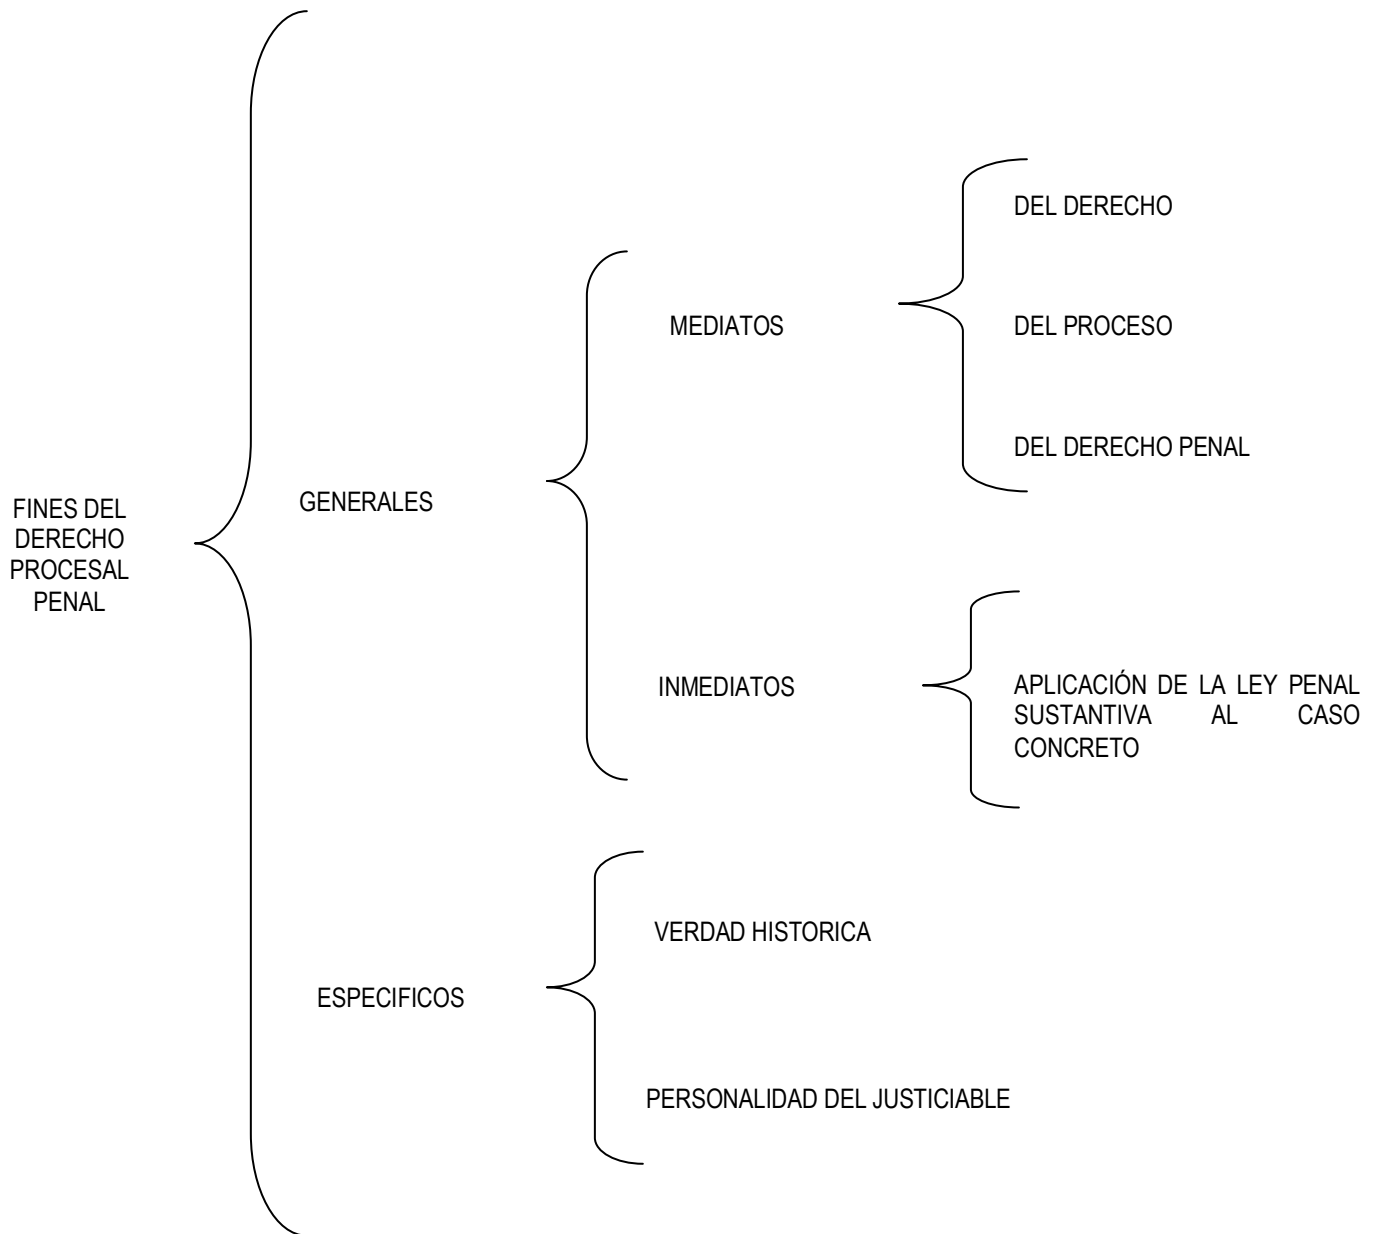 FINES DEL
DERECHO
PROCESAL
PENAL
GENERALES
MEDIATOS
DEL DERECHO
DEL PROCESO
DEL DERECHO PENAL
INMEDIATOS
APLICACIÓN DE LA LEY PENAL
SUSTANTIVA AL CASO
CONCRETO
ESPECIFICOS
VERDAD HISTORICA
PERSONALIDAD DEL JUSTICIABLE